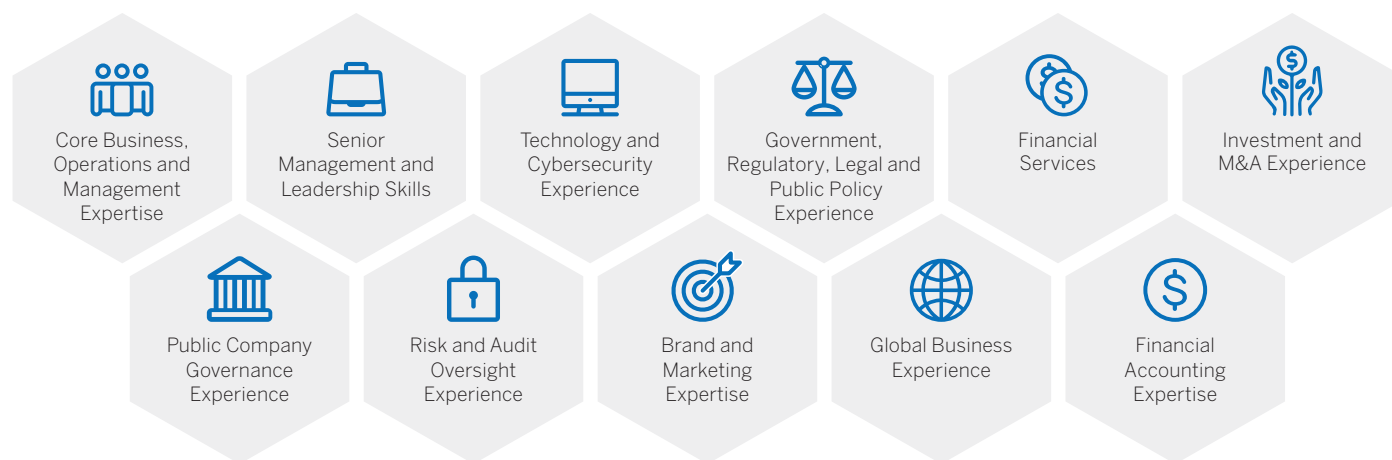 Core Business,
Operations and
Management
Expertise
Senior
Management and
Leadership Skills
Technology and
Cybersecurity
Experience
Government,
Regulatory, Legal and
Public Policy
Experience
Financial
Services
Investment and
M&A Experience
Public Company
Governance
Experience
Risk and Audit
Oversight
Experience
Brand and
Marketing
Expertise
Global Business
Experience
Financial
Accounting
Expertise